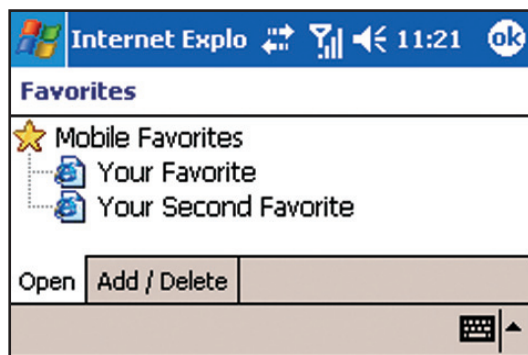 Internet Explo 11:21 ok
Favorites
Mobile Favorites
Your Favorite
Your Second Favorite
Open Add / Delete